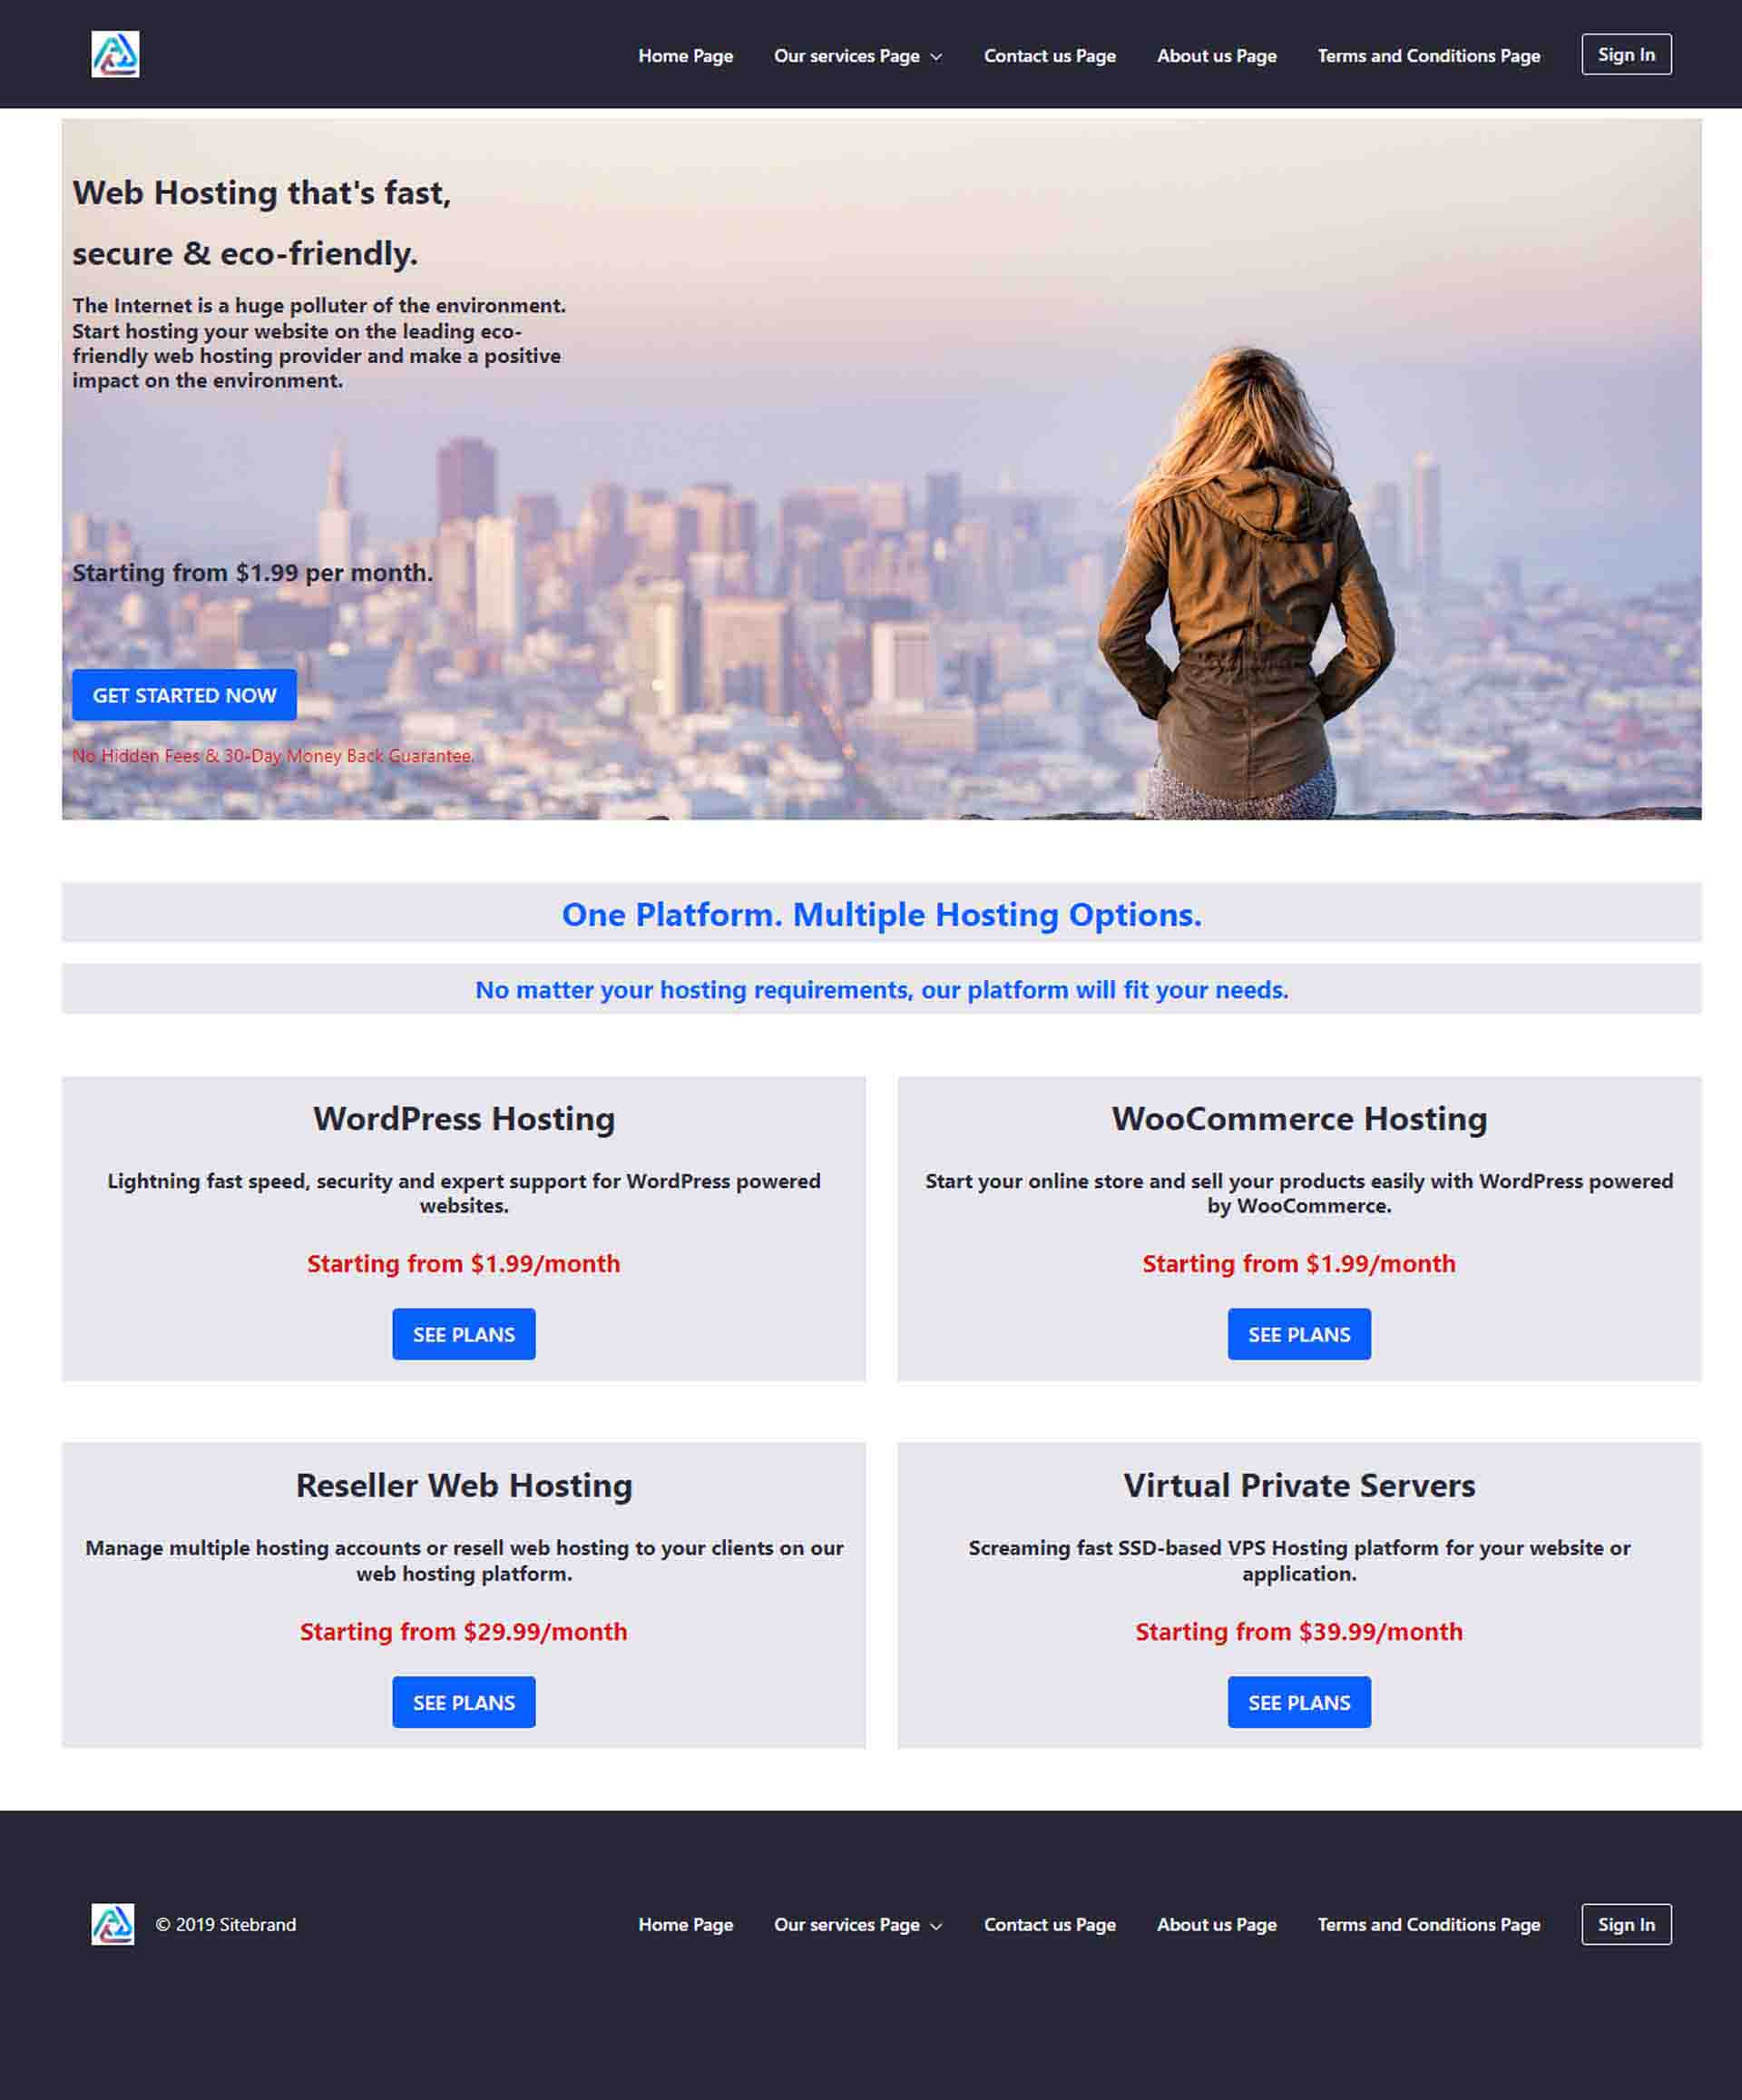 Home Page Our services Page Contact us Page About us Page Terms and Conditions Page Sign In
Web Hosting that's fast,
secure & eco-friendly.
The Internet is a huge polluter of the environment.
Start hosting your website on the leading eco-
friendly web hosting provider and make a positive
impact on the environment.
Starting from $1.99 per month.
GET STARTED NOW
No Hidden Fees & 30-Day Money Back Guarantee.
One Platform. Multiple Hosting Options.
No matter your hosting requirements, our platform will fit your needs.
WordPress Hosting
Lightning fast speed, security and expert support for WordPress powered
websites.
Starting from $1.99/month
SEE PLANS
WooCommerce Hosting
Start your online store and sell your products easily with WordPress powered
by WooCommerce.
Starting from $1.99/month
SEE PLANS
Reseller Web Hosting
Manage multiple hosting accounts or resell web hosting to your clients on our
web hosting platform.
Starting from $29.99/month
SEE PLANS
Virtual Private Servers
Screaming fast SSD-based VPS Hosting platform for your website or
application.
Starting from $39.99/month
SEE PLANS
© 2019 Sitebrand Home Page Our services Page Contact us Page About us Page Terms and Conditions Page Sign In